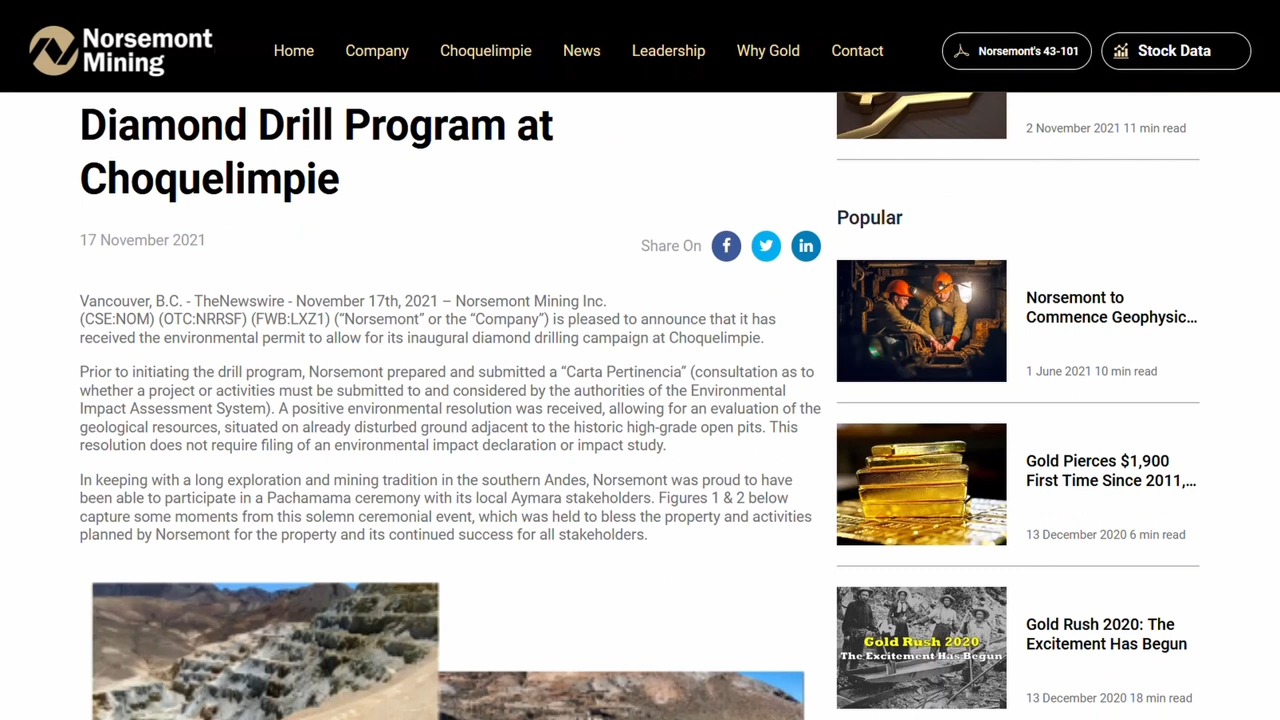 Norsemont
Mining
Home
Company
Choquelimpie
News
Leadership
Why Gold
Contact
Norsemont's 43-101
Stock Data
Diamond Drill Program at
Choquelimpie
17 November 2021
Share On
Vancouver, B.C. - TheNewswire - November 17th, 2021 – Norsemont Mining Inc.
(CSE:NOM) (OTC:NRRSF) (FWB:LXZ1) (“Norsemont” or the “Company”) is pleased to announce that it has
received the environmental permit to allow for its inaugural diamond drilling campaign at Choquelimpie.
Prior to initiating the drill program, Norsemont prepared and submitted a “Carta Pertinencia” (consultation as to
whether a project or activities must be submitted to and considered by the authorities of the Environmental
Impact Assessment System). A positive environmental resolution was received, allowing for an evaluation of the
geological resources, situated on already disturbed ground adjacent to the historic high-grade open pits. This
resolution does not require filing of an environmental impact declaration or impact study.
In keeping with a long exploration and mining tradition in the southern Andes, Norsemont was proud to have
been able to participate in a Pachamama ceremony with its local Aymara stakeholders. Figures 1 & 2 below
capture some moments from this solemn ceremonial event, which was held to bless the property and activities
planned by Norsemont for the property and its continued success for all stakeholders.
2 November 2021 11 min read
Popular
Norsemont to
Commence Geophysic...
1 June 2021 10 min read
Gold Pierces $1,900
First Time Since 2011,...
13 December 2020 6 min read
Gold Rush 2020
The Excitement Has Begun
Gold Rush 2020: The
Excitement Has Begun
13 December 2020 18 min read